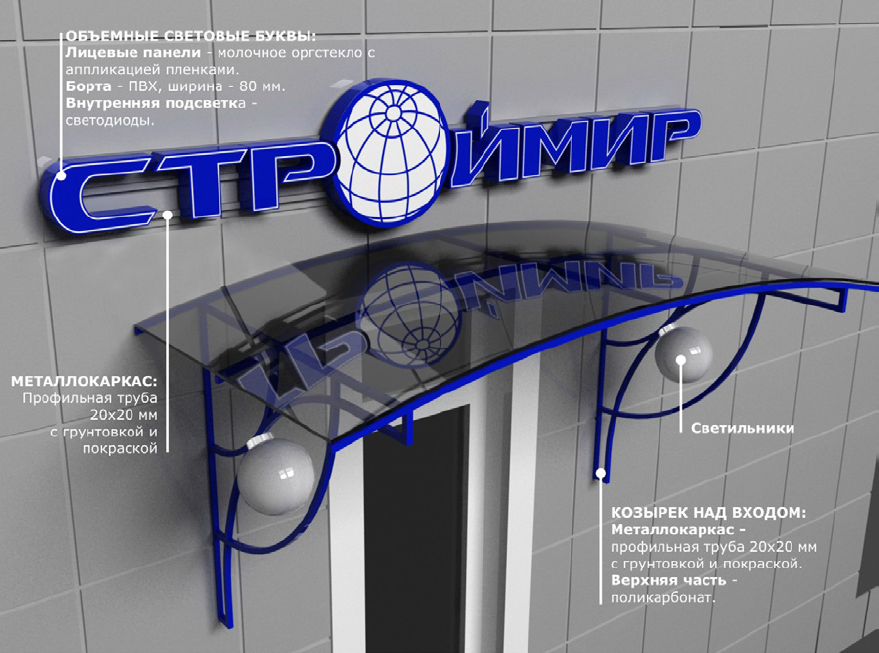 ОБЪЕМНЫЕ СВЕТОВЫЕ БУКВЫ:
Лицевые панели - молочное оргстекло с
аппликацией пленками.
Борта - ПВХ, ширина - 80 мм.
Внутренняя подсветка -
светодиоды.
СТРОЙМИР
МЕТАЛЛОКАРКАС:
Профильная труба
20х20 мм
с грунтовкой и
покраской
Светильники
КОЗЫРЕК НАД ВХОДОМ:
Металлокаркас –
профильная труба 20х20 мм
с грунтовкой и покраской.
Верхняя часть -
поликарбонат.